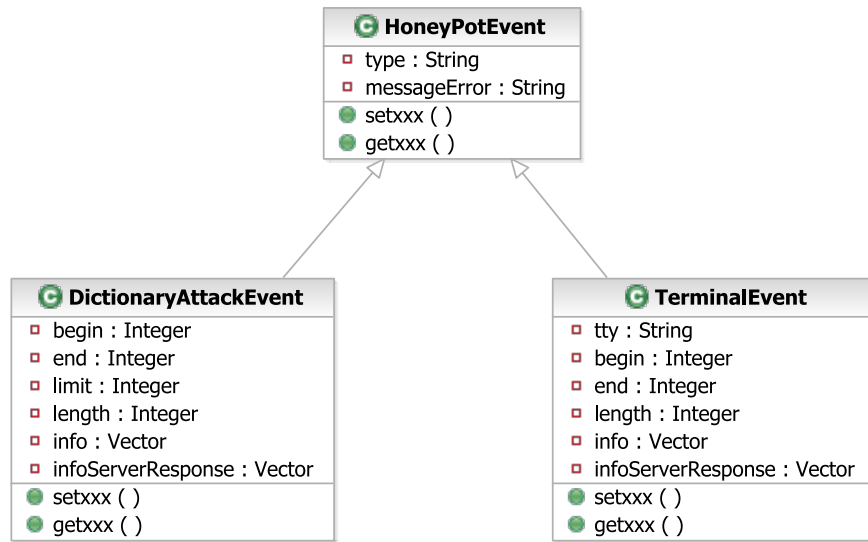 HoneyPotEvent
type : String
messageError : String
setxxx ( )
getxxx ( )
DictionaryAttackEvent
begin : Integer
end : Integer
limit : Integer
length : Integer
info : Vector
infoServerResponse : Vector
setxxx ( )
getxxx ( )
TerminalEvent
tty : String
begin : Integer
end : Integer
length : Integer
info : Vector
infoServerResponse : Vector
setxxx ( )
getxxx ( )